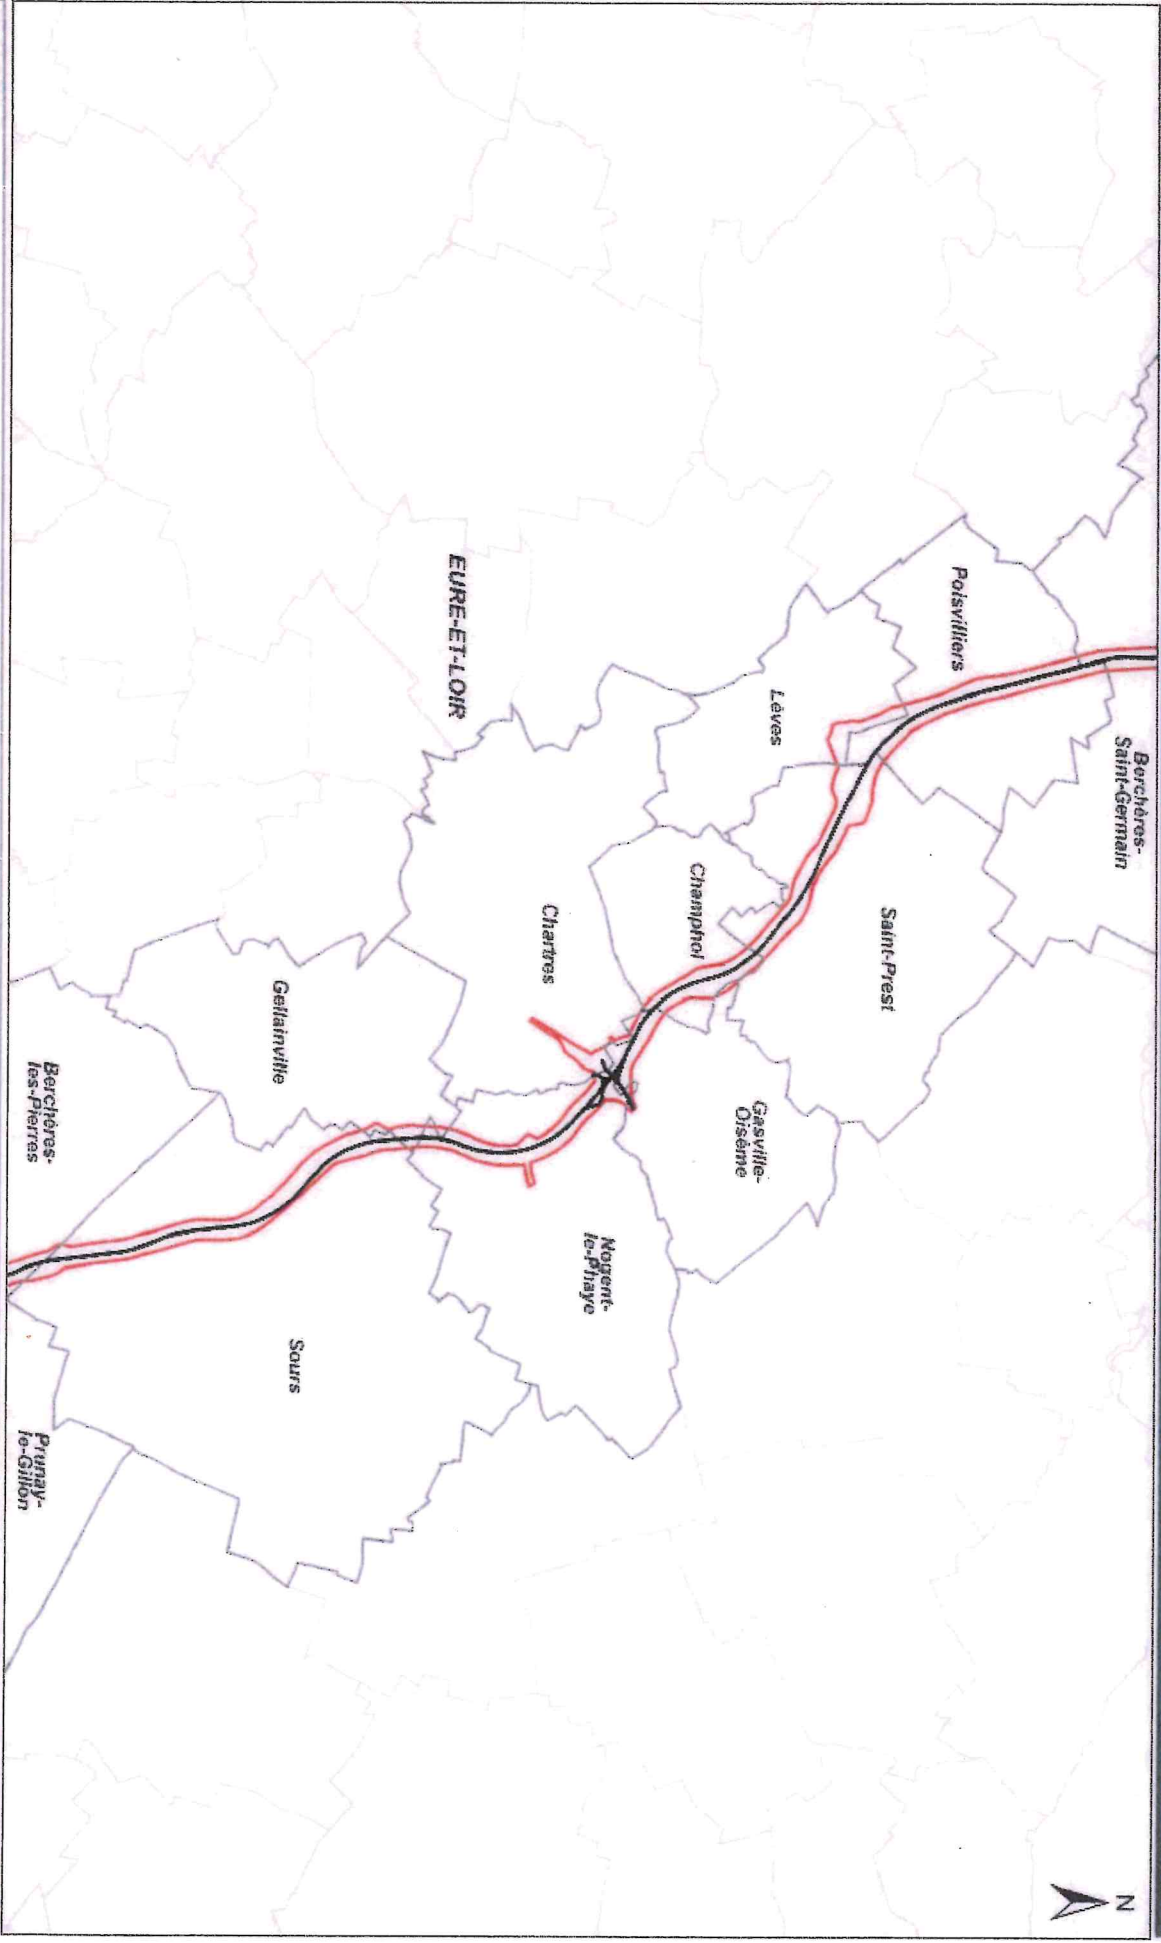 Berchères-
Saint-Germain
N
Poisvilliers
Saint-Prest
Lèves
Gasville-
Oisème
Champhol
Nogent-
le-Phaye
Chartres
EURE-ET-LOIR
Sours
Gellainville
Berchères-
les-Pierres
Prunay-
le-Gillon